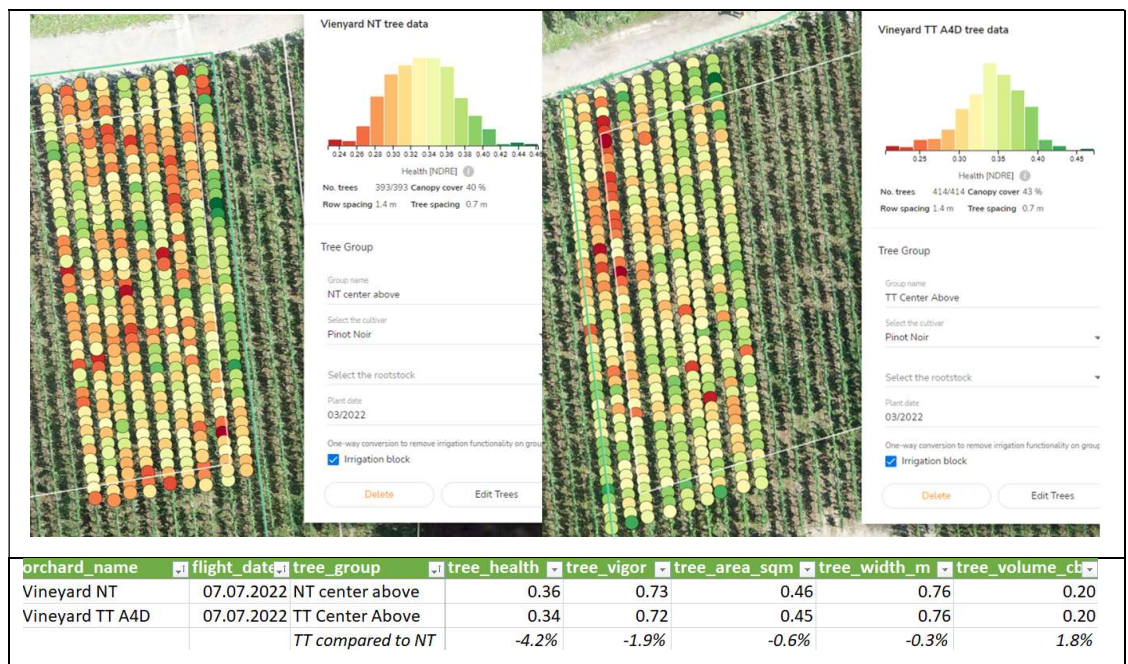 Vienyard NT tree data
0.24 0.26 0.28 0.30 0.32 0.34 0.36 0.38 0.40 0.42 0.44 0.46
Health [NDRE] i
No. trees 393/393 Canopy cover 40 %
Row spacing 1.4 m Tree spacing 0.7 m
Tree Group
Group name
NT center above
Select the cultivar
Pinot Noir
Select the rootstock
Plant date
03/2022
One-way conversion to remove irrigation functionality on grou
Irrigation block
Delete Edit Trees
Vineyard TT A4D tree data
0.25 0.30 0.35 0.40 0.45
Health [NDRE] i
No. trees 414/414 Canopy cover 43 %
Row spacing 1.4 m Tree spacing 0.7 m
Tree Group
Group name
TT Center Above
Select the cultivar
Pinot Noir
Select the rootstock
Plant date
03/2022
One-way conversion to remove irrigation functionality on group
Irrigation block
Delete Edit Trees
orchard_name flight_date tree_group tree_health tree_vigor tree_area_sqm tree_width_m tree_volume_cb
Vineyard NT 07.07.2022 NT center above 0.36 0.73 0.46 0.76 0.20
Vineyard TT A4D 07.07.2022 TT Center Above 0.34 0.72 0.45 0.76 0.20
TT compared to NT -4.2% -1.9% -0.6% -0.3% 1.8%